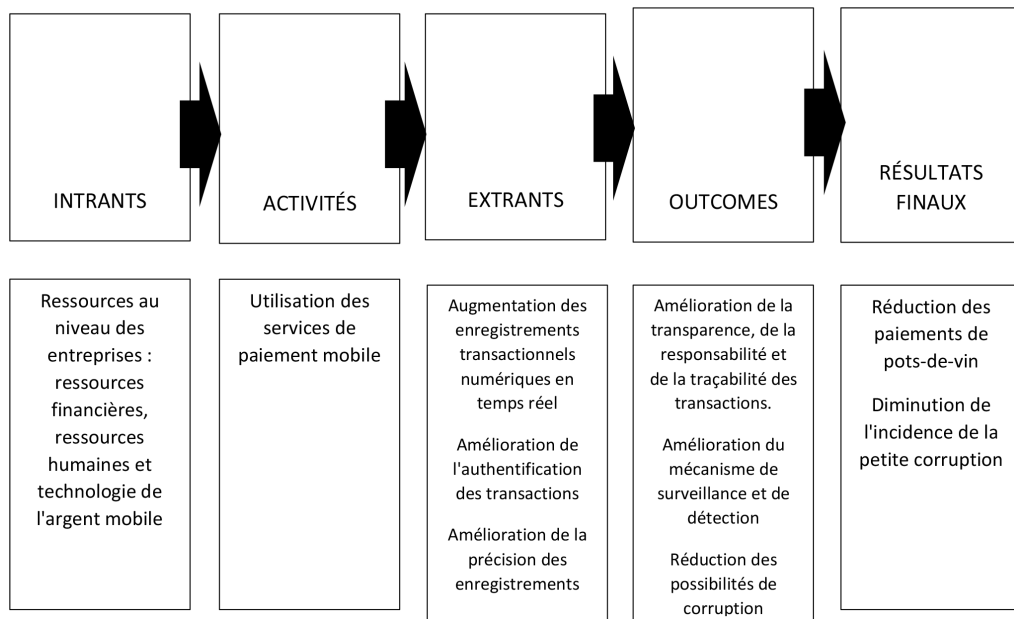 INTRANTS
ACTIVITÉS
EXTRANTS
OUTCOMES
RÉSULTATS
FINAUX
Ressources au
niveau des
entreprises :
ressources
financières,
ressources
humaines et
technologie de
l'argent mobile
Utilisation des
services de
paiement mobile
Augmentation des
enregistrements
transactionnels
numériques en
temps réel
Amélioration de
l'authentification
des transactions
Amélioration de la
précision des
enregistrements
Amélioration de la
transparence, de la
responsabilité et
de la traçabilité des
transactions.
Amélioration du
mécanisme de
surveillance et de
détection
Réduction des
possibilités de
corruption
Réduction des
paiements de
pots-de-vin
Diminution de
l'incidence de la
petite corruption